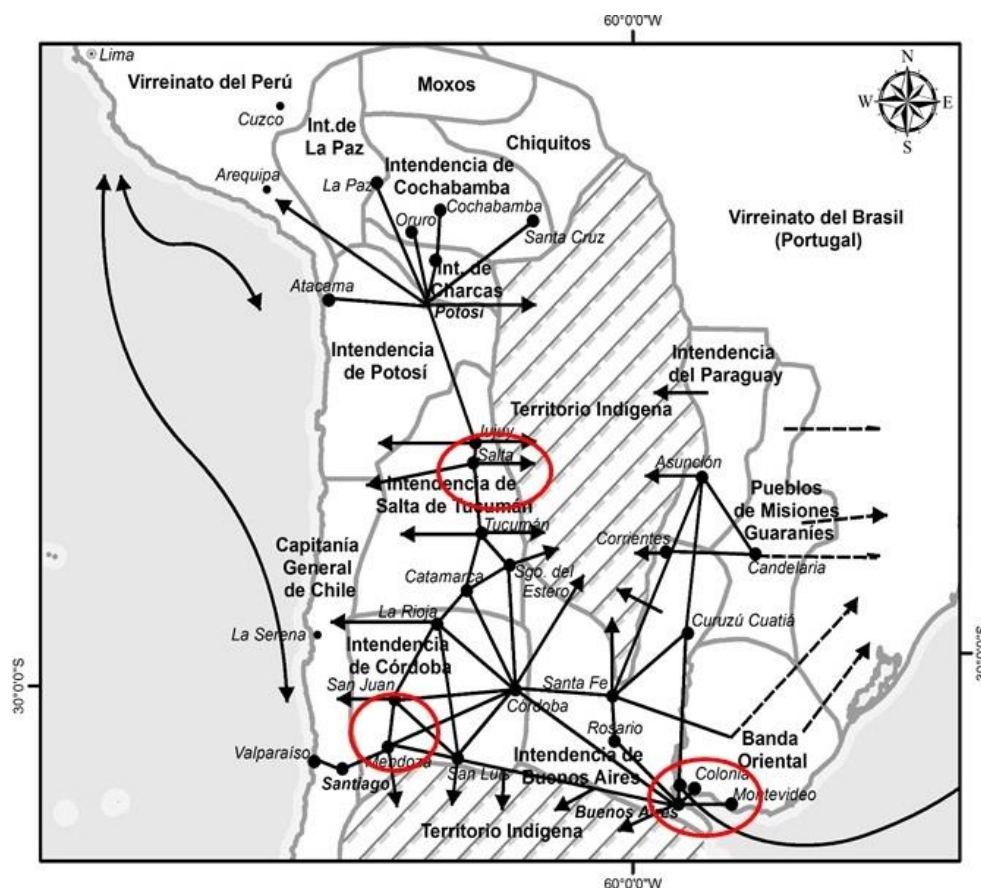 60°0'0"W
Lima
Virreinato del Perú
Moxos
N
W
E
S
Cuzco
Int.de
La Paz
Chiquitos
Arequipa
La Paz
Intendencia de
Cochabamba
Cochabamba
Oruro
Santa Cruz
Virreinato del Brasil
(Portugal)
Int. de
Charcas
Potosí
Atacama
Intendencia
de Potosí
Intendencia
del Paraguay
Territorio Indígena
Jujuy
Salta
Asunción
Intendencia de
Salta de Tucumán
Pueblos
de Misiones
Guaraníes
Tucumán
Corrientes
Candelaria
Capitanía
General
de Chile
Catamarca
Sgo. del
Estero
La Rioja
Curuzú Cuatiá
La Serena
Intendencia
de Córdoba
30°0'0"S
30°0'0"S
San Juan
Córdoba
Santa Fe
Rosario
Banda
Oriental
Valparaíso
Mendoza
Santiago
San Luis
Intendencia de
Buenos Aires
Colonia
Montevideo
Buenos Aires
Territorio Indígena
60°0'0"W